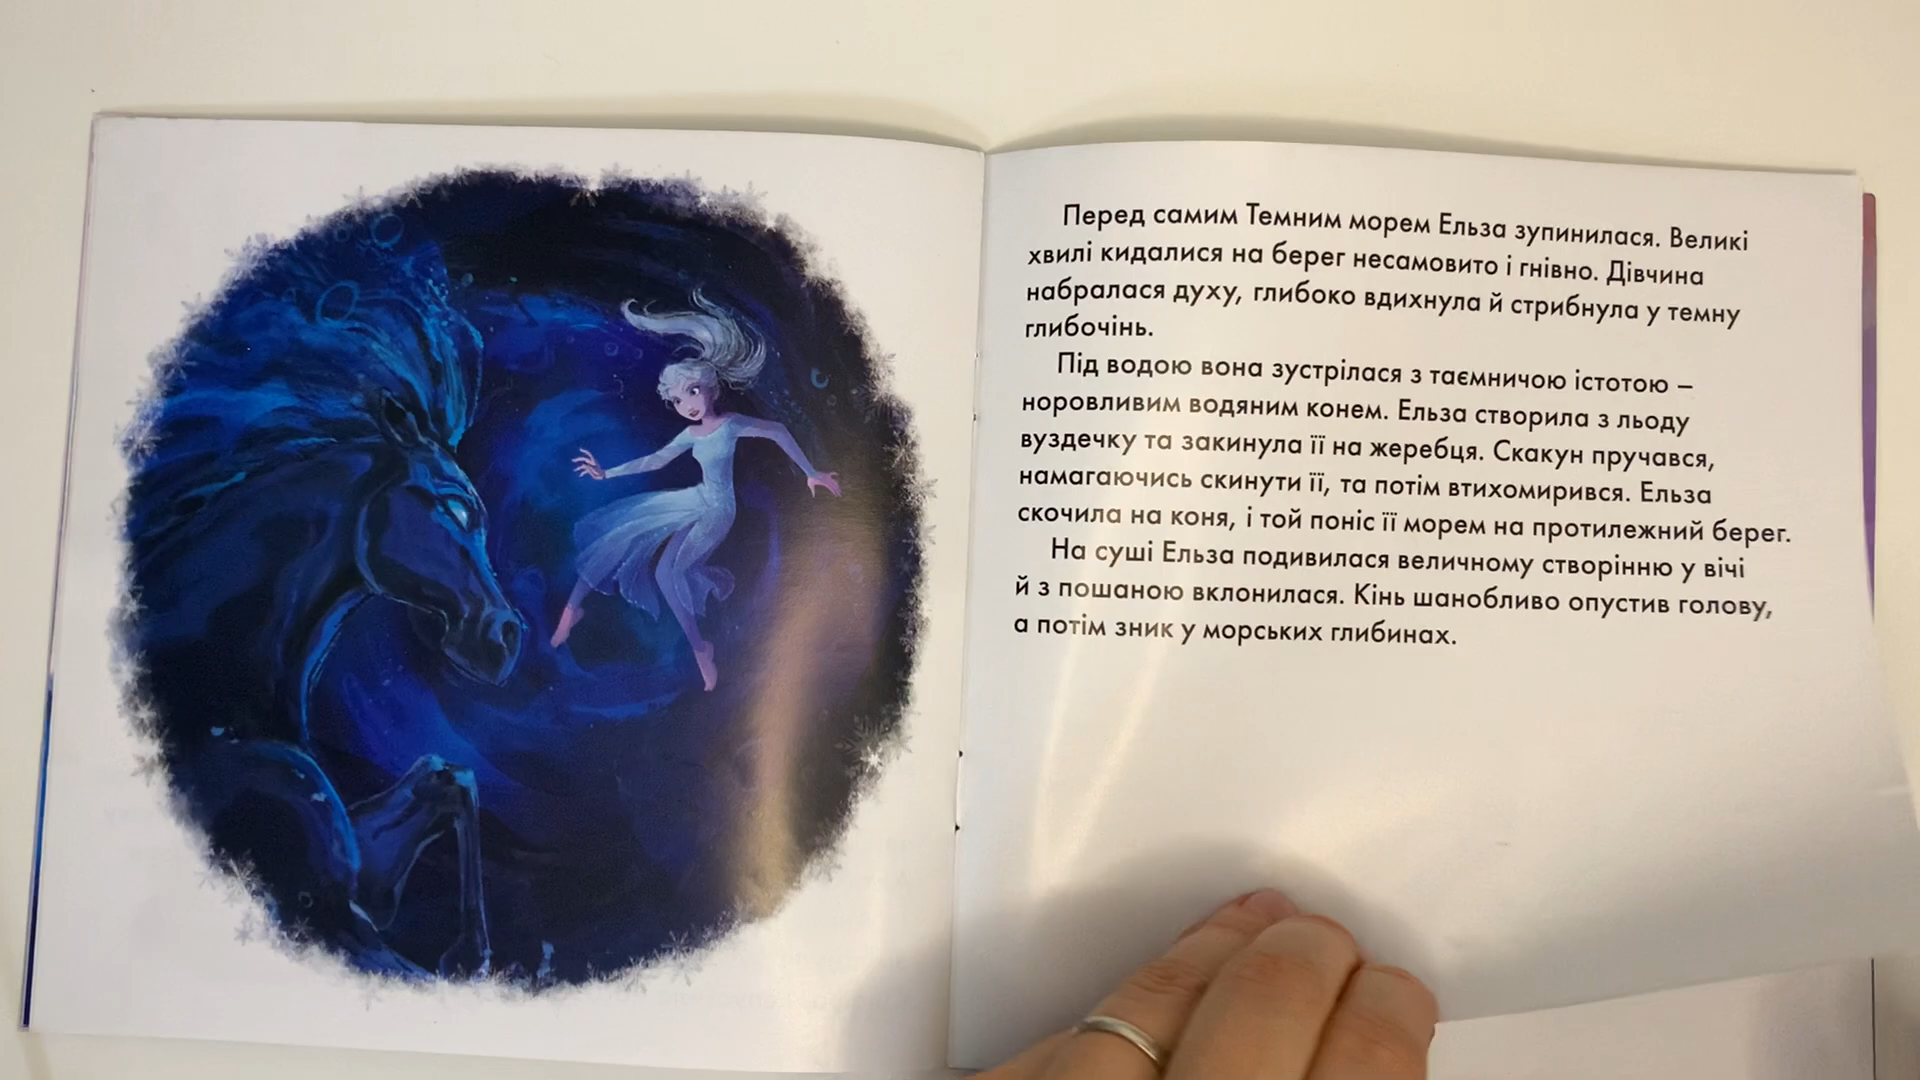 Перед самим Темним морем Ельза зупинилася. Великі
хвилі кидалися на берег несамовито і гнівно. Дівчина
набралася духу, глибоко вдихнула й стрибнула у темну
глибочінь.
Під водою вона зустрілася з таємничою істотою –
норовливим водяним конем. Ельза створила з льоду
вуздечку та закинула її на жеребця. Скакун пручався,
намагаючись скинути її, та потім втихомирився. Ельза
скочила на коня, і той поніс її морем на протилежний берег.
На суші Ельза подивилася величному створінню у вічі
й з пошаною вклонилася. Кінь шанобливо опустив голову,
а потім зник у морських глибинах.